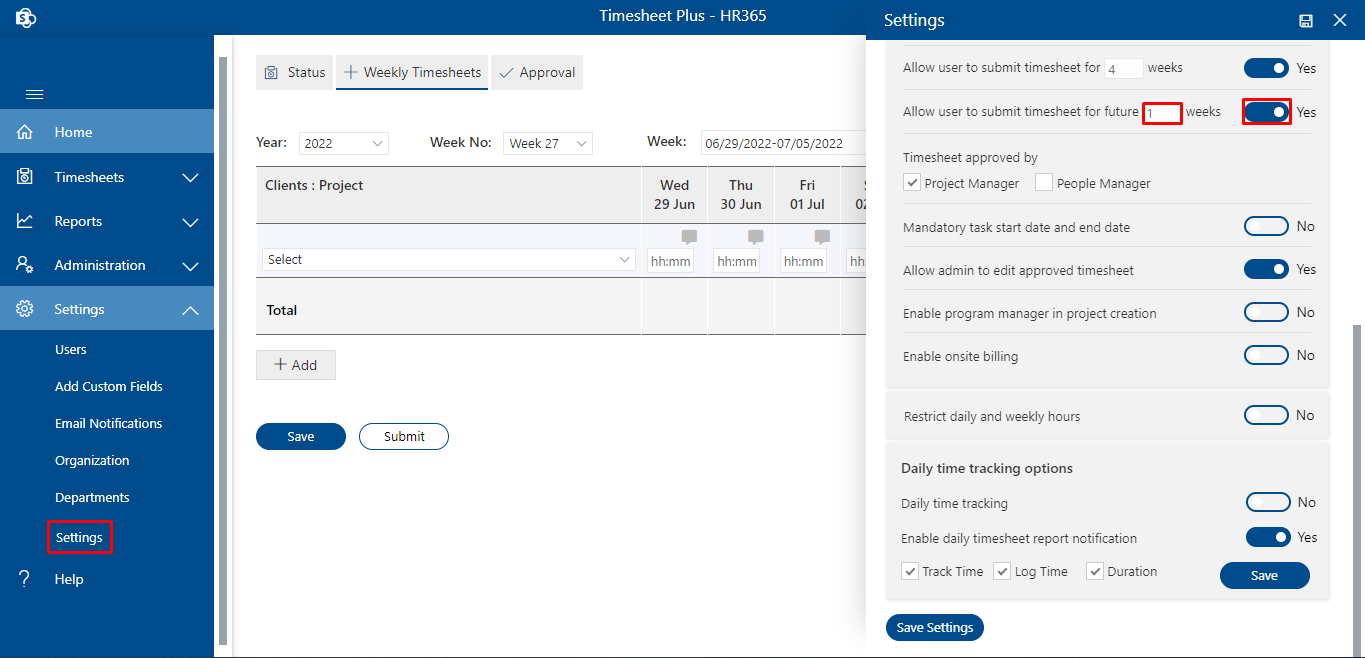 Timesheet Plus - HR365
Settings
Home
Timesheets
Reports
Administration
Settings
Users
Add Custom Fields
Email Notifications
Organization
Departments
Settings
? Help
Status
Weekly Timesheets
Approval
Year: 2022 Week No: Week 27 Week: 06/29/2022-07/05/2022
Clients : Project Wed Thu Fri
29 Jun 30 Jun 01 Jul
Select hh:mm hh:mm hh:mm
Total
Add
Save Submit
Allow user to submit timesheet for 4 weeks Yes
Allow user to submit timesheet for future 1 weeks Yes
Timesheet approved by
Project Manager People Manager
Mandatory task start date and end date No
Allow admin to edit approved timesheet Yes
Enable program manager in project creation No
Enable onsite billing No
Restrict daily and weekly hours No
Daily time tracking options
Daily time tracking No
Enable daily timesheet report notification Yes
Track Time Log Time Duration Save
Save Settings